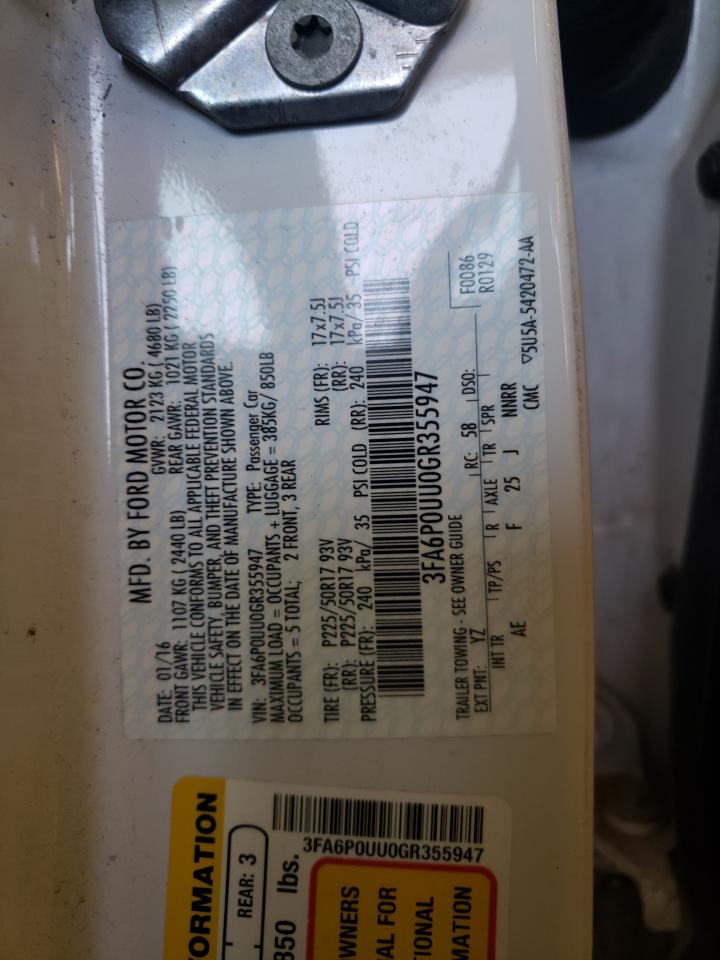 MFD. BY FORD MOTOR CO.
DATE: 01/16 GVWR: 2123 KG ( 4680 LB)
FRONT GAWR: 1107 KG ( 2440 LB) REAR GAWR: 1021 KG ( 2250 LB)
THIS VEHICLE CONFORMS TO ALL APPLICABLE FEDERAL MOTOR
VEHICLE SAFETY, BUMPER, AND THEFT PREVENTION STANDARDS
IN EFFECT ON THE DATE OF MANUFACTURE SHOWN ABOVE.
VIN: 3FA6P0UU0GR355947 TYPE: Passenger Car
MAXIMUM LOAD = OCCUPANTS + LUGGAGE = 385KG/ 850LB
OCCUPANTS = 5 TOTAL; 2 FRONT, 3 REAR
TIRE (FR): P225/50R17 93V RIMS (FR): 17x7.5J
(RR): P225/50R17 93V (RR): 17x7.5J
PRESSURE (FR): 240 kPa/ 35 PSI COLD (RR): 240 kPa/ 35 PSI COLD
3FA6P0UU0GR355947
F0086
R0129
TRAILER TOWING - SEE OWNER GUIDE
EXT PNT: YZ RC: 58 DSO:
INT TR TP/PS R AXLE TR SPR
AE F 25 J NNRR
CMC ▽5U5A-5420472-AA
ORMATION
REAR: 3
850 lbs.
3FA6P0UU0GR355947
WNERS
AL FOR
TIONAL
MATION